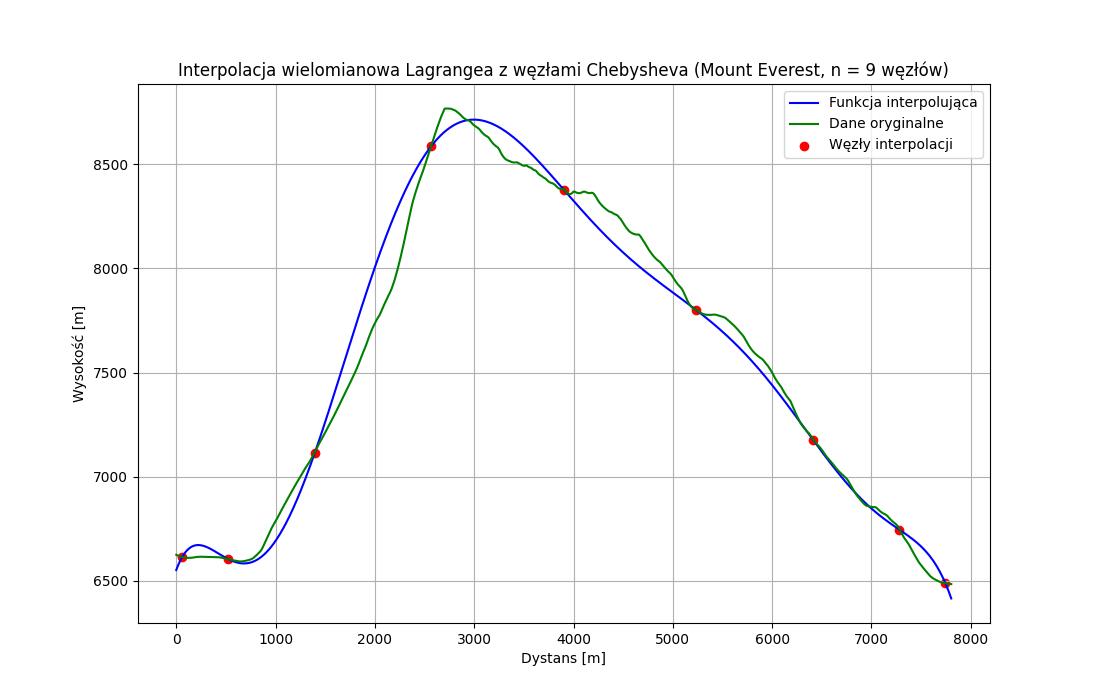 Interpolacja wielomianowa Lagrangea z węzłami Chebysheva (Mount Everest, n = 9 węzłów)
Funkcja interpolująca
Dane oryginalne
Węzły interpolacji
Wysokość [m]
8500
8000
7500
7000
6500
0 1000 2000 3000 4000 5000 6000 7000 8000
Dystans [m]